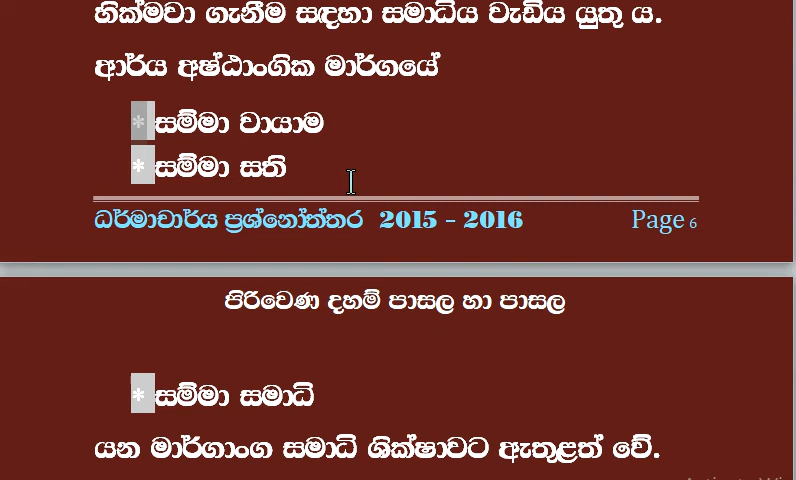 හික්මවා ගැනීම සඳහා සමාධිය වැඩිය යුතු ය.
ආර්ය අෂ්ඨාංගික මාර්ගයේ
* සම්මා වායාම
* සම්මා සති
ධර්මාචාර්ය ප්‍රශ්නෝත්තර 2015 - 2016 Page 6
පිරිවෙණ දහම් පාසල හා පාසල
* සම්මා සමාධි
යන මාර්ගාංග සමාධි ශික්ෂාවට ඇතුළත් වේ.